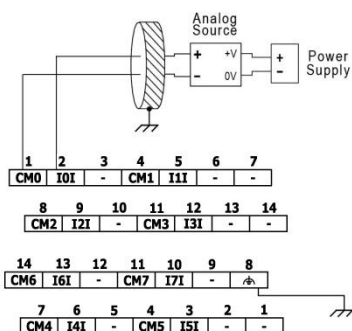 Analog
Source
+ +V
- 0V
+
-
Power
Supply
1 2 3 4 5 6 7
CM0 I0I - CM1 I1I - -
8 9 10 11 12 13 14
CM2 I2I - CM3 I3I - -
14 13 12 11 10 9 8
CM6 I6I - CM7 I7I -
7 6 5 4 3 2 1
CM4 I4I - CM5 I5I - -